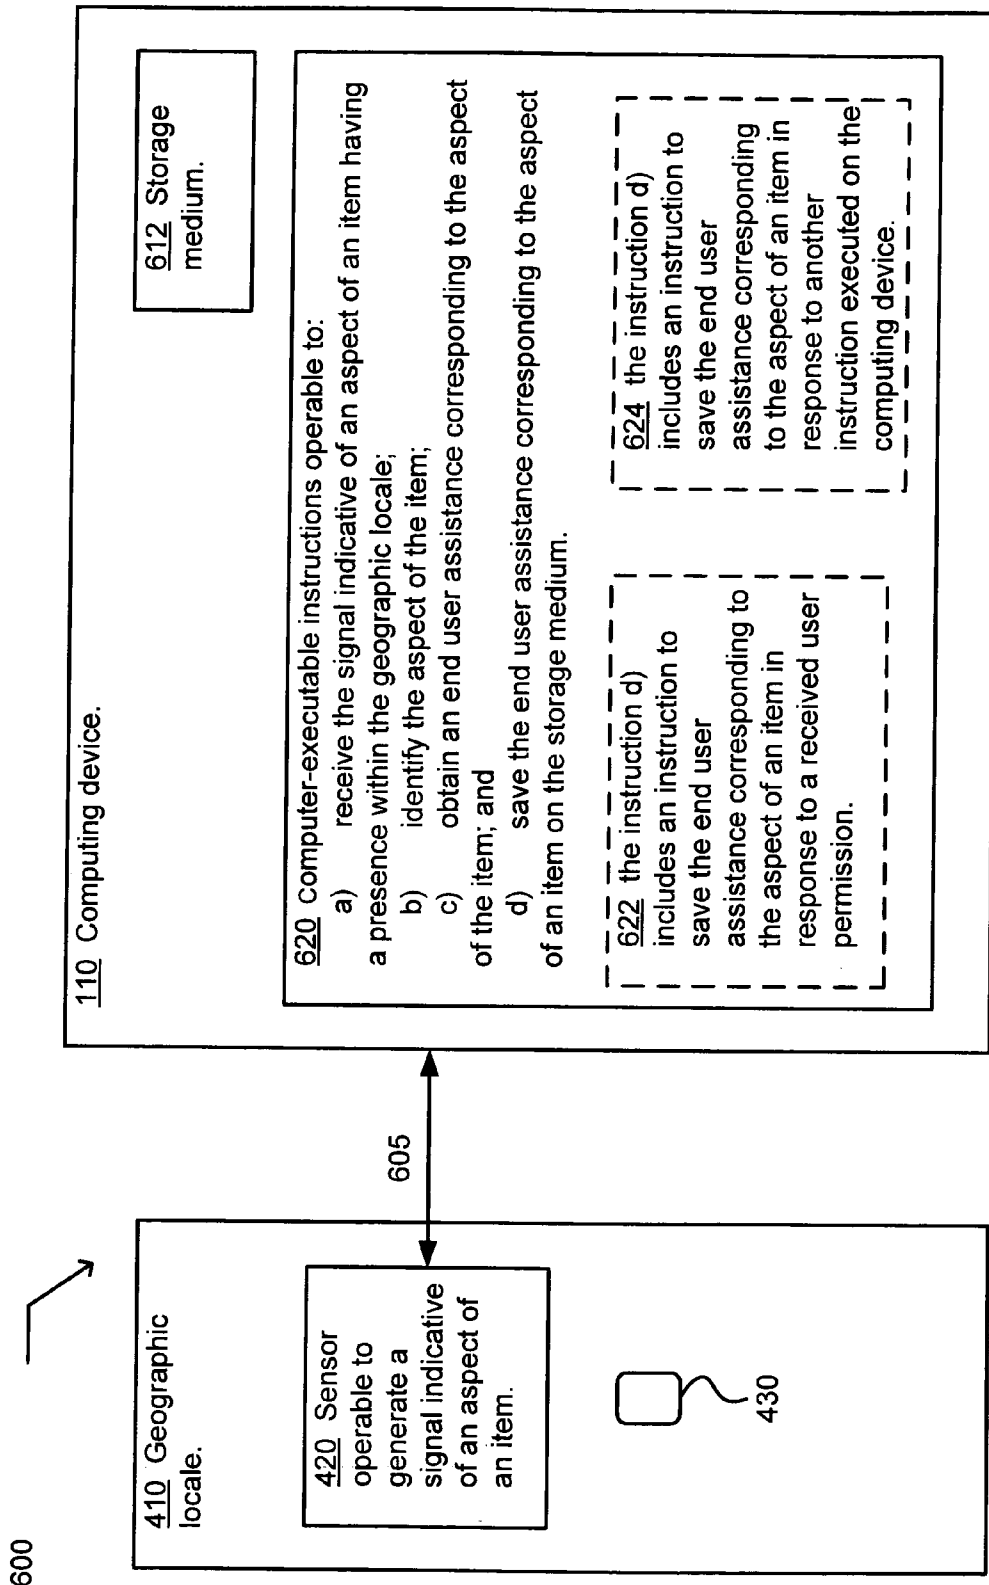 600
410 Geographic
locale.
420 Sensor
operable to
generate a
signal indicative
of an aspect of
an item.
430
605
110 Computing device.
612 Storage
medium.
620 Computer-executable instructions operable to:
a) receive the signal indicative of an aspect of an item having
a presence within the geographic locale;
b) identify the aspect of the item;
c) obtain an end user assistance corresponding to the aspect
of the item; and
d) save the end user assistance corresponding to the aspect
of an item on the storage medium.
622 the instruction d)
includes an instruction to
save the end user
assistance corresponding to
the aspect of an item in
response to a received user
permission.
624 the instruction d)
includes an instruction to
save the end user
assistance corresponding
to the aspect of an item in
response to another
instruction executed on the
computing device.